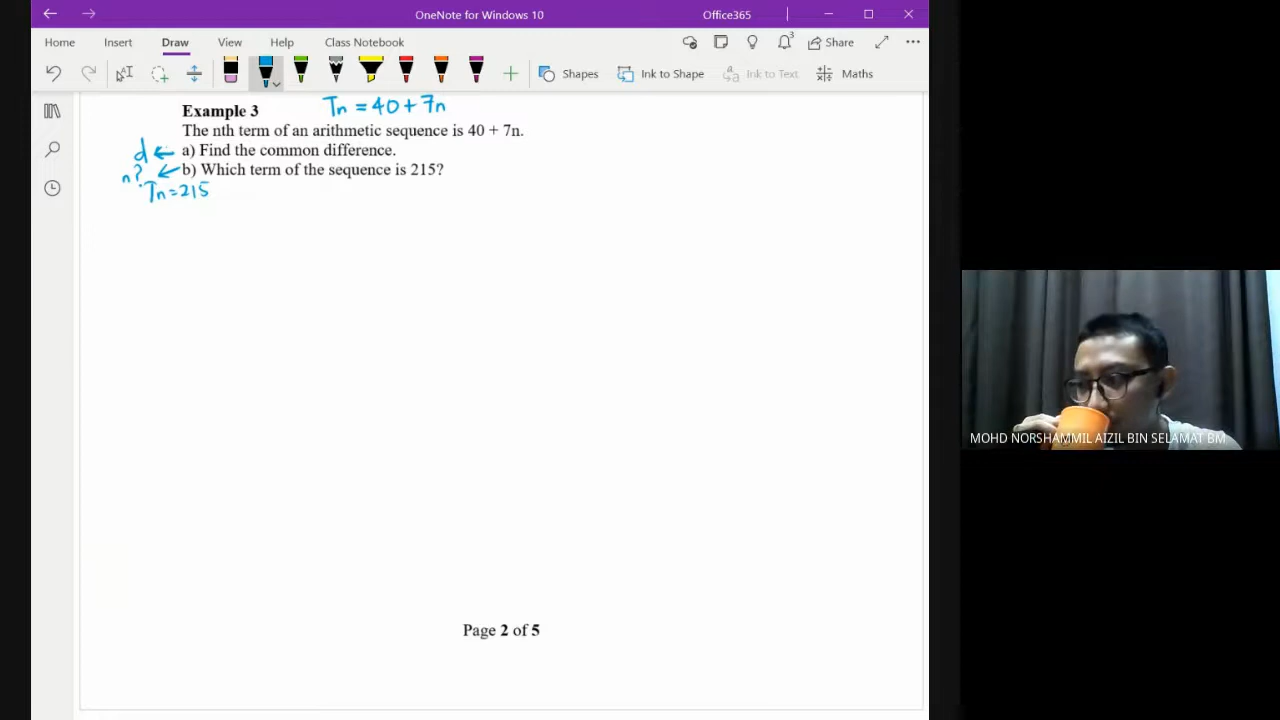 OneNote for Windows 10
Office365
Home
Insert
Draw
View
Help
Class Notebook
3
Share
Shapes
Ink to Shape
Ink to Text
Maths
Example 3
Tn = 40 + 7n
The nth term of an arithmetic sequence is 40 + 7n.
d ← a) Find the common difference.
n? ← b) Which term of the sequence is 215?
Tn = 215
Page 2 of 5
MOHD NORSHAMMIL AIZIL BIN SELAMAT BM